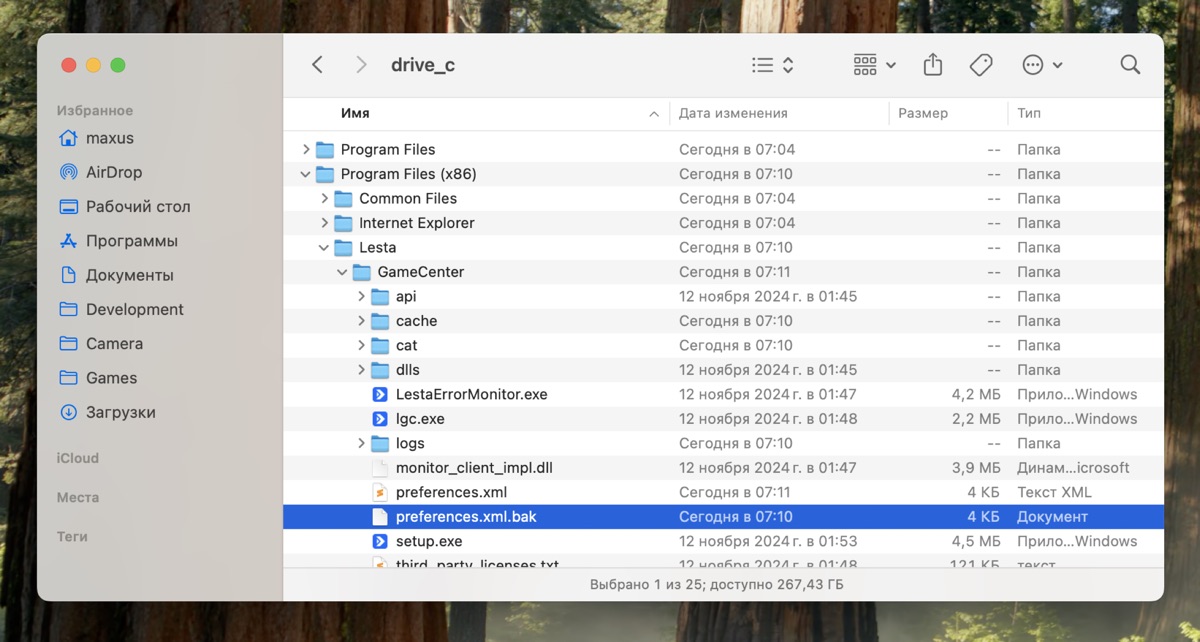 drive_c
Избранное
maxus
AirDrop
Рабочий стол
Программы
Документы
Development
Camera
Games
Загрузки
iCloud
Места
Теги
Имя Дата изменения Размер Тип
Program Files Сегодня в 07:04 -- Папка
Program Files (x86) Сегодня в 07:10 -- Папка
Common Files Сегодня в 07:04 -- Папка
Internet Explorer Сегодня в 07:04 -- Папка
Lesta Сегодня в 07:10 -- Папка
GameCenter Сегодня в 07:11 -- Папка
api 12 ноября 2024 г. в 01:45 -- Папка
cache Сегодня в 07:10 -- Папка
cat Сегодня в 07:10 -- Папка
dlls 12 ноября 2024 г. в 01:45 -- Папка
LestaErrorMonitor.exe 12 ноября 2024 г. в 01:47 4,2 МБ Прило...Windows
lgc.exe 12 ноября 2024 г. в 01:48 2,2 МБ Прило...Windows
logs Сегодня в 07:10 -- Папка
monitor_client_impl.dll 12 ноября 2024 г. в 01:47 3,9 МБ Динам...icrosoft
preferences.xml Сегодня в 07:11 4 КБ Текст XML
preferences.xml.bak Сегодня в 07:10 4 КБ Документ
setup.exe 12 ноября 2024 г. в 01:53 4,5 МБ Прило...Windows
third_party_licenses.txt 12 ноября 2024 г. в 01:48 121 КБ текст
Выбрано 1 из 25; доступно 267,43 ГБ